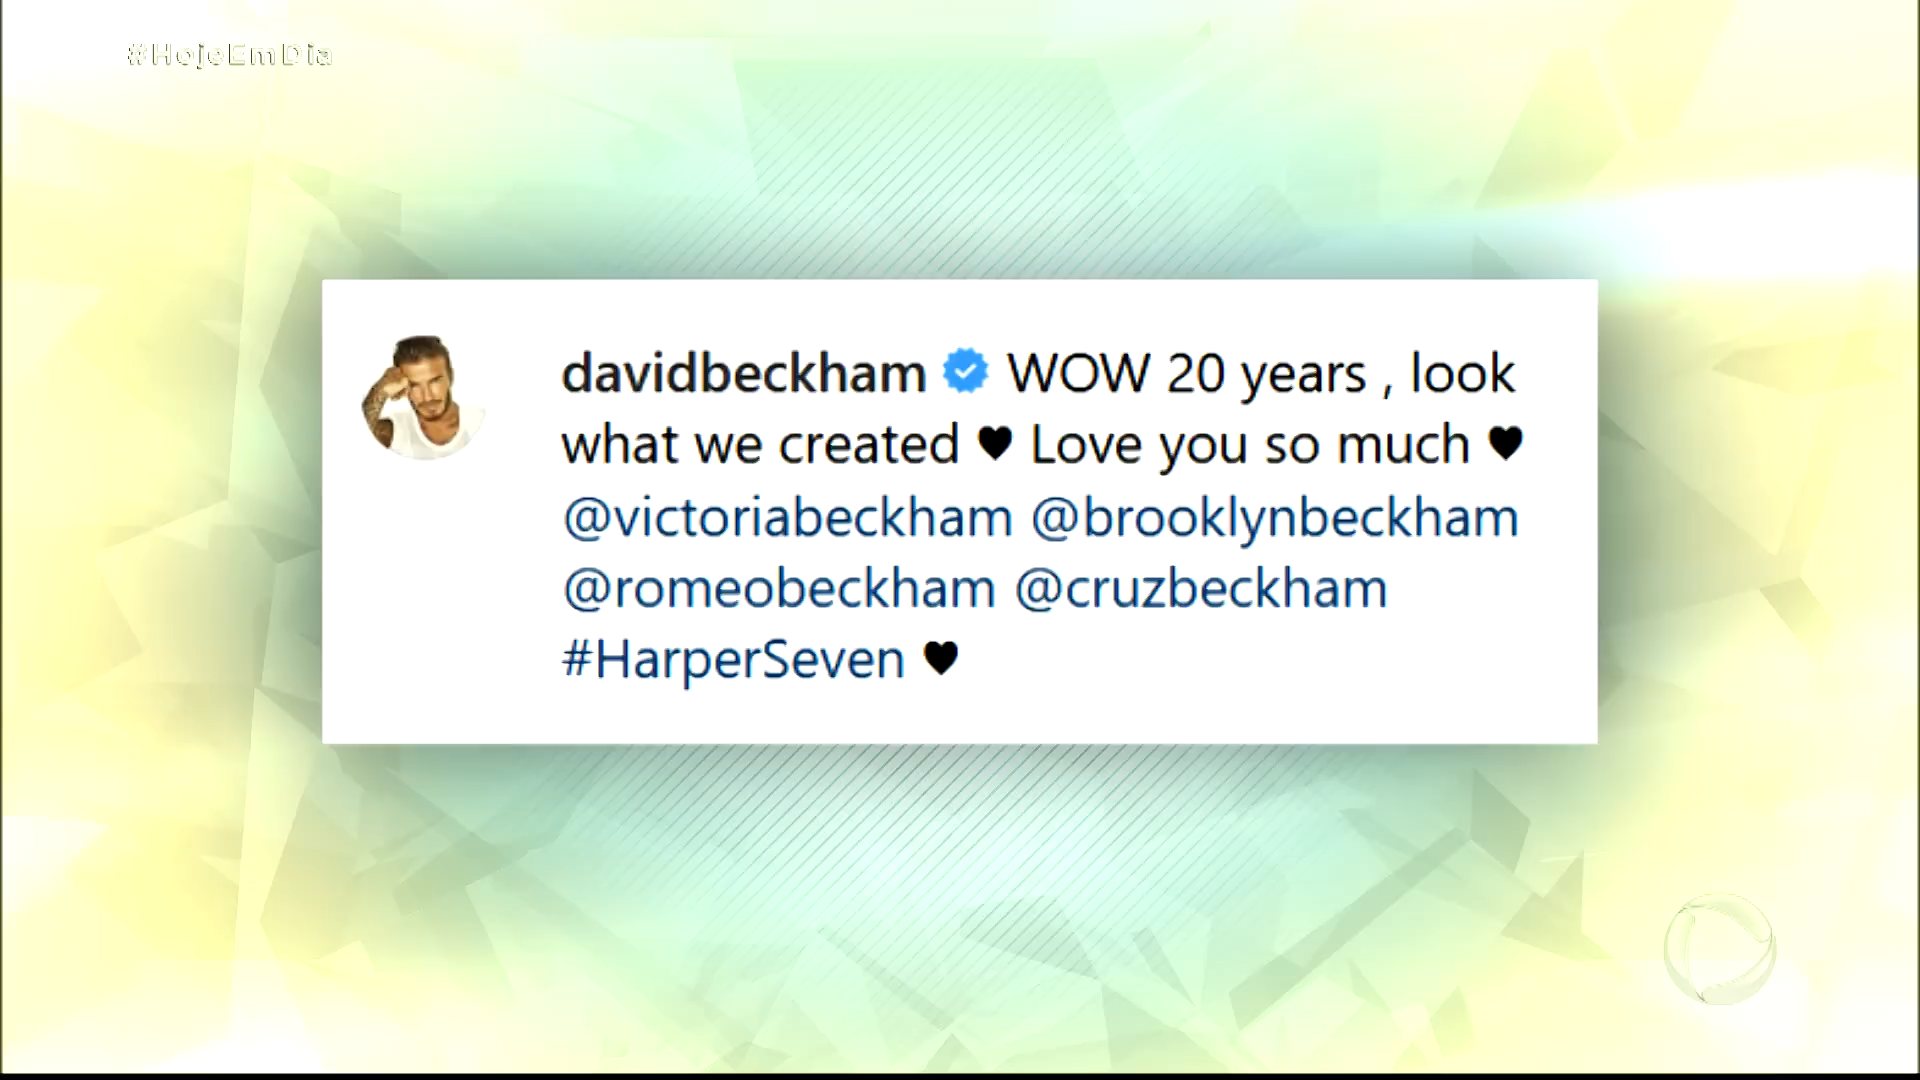 #HojeEmDia
davidbeckham WOW 20 years , look
what we created ♥ Love you so much ♥
@victoriabeckham @brooklynbeckham
@romeobeckham @cruzbeckham
#HarperSeven ♥